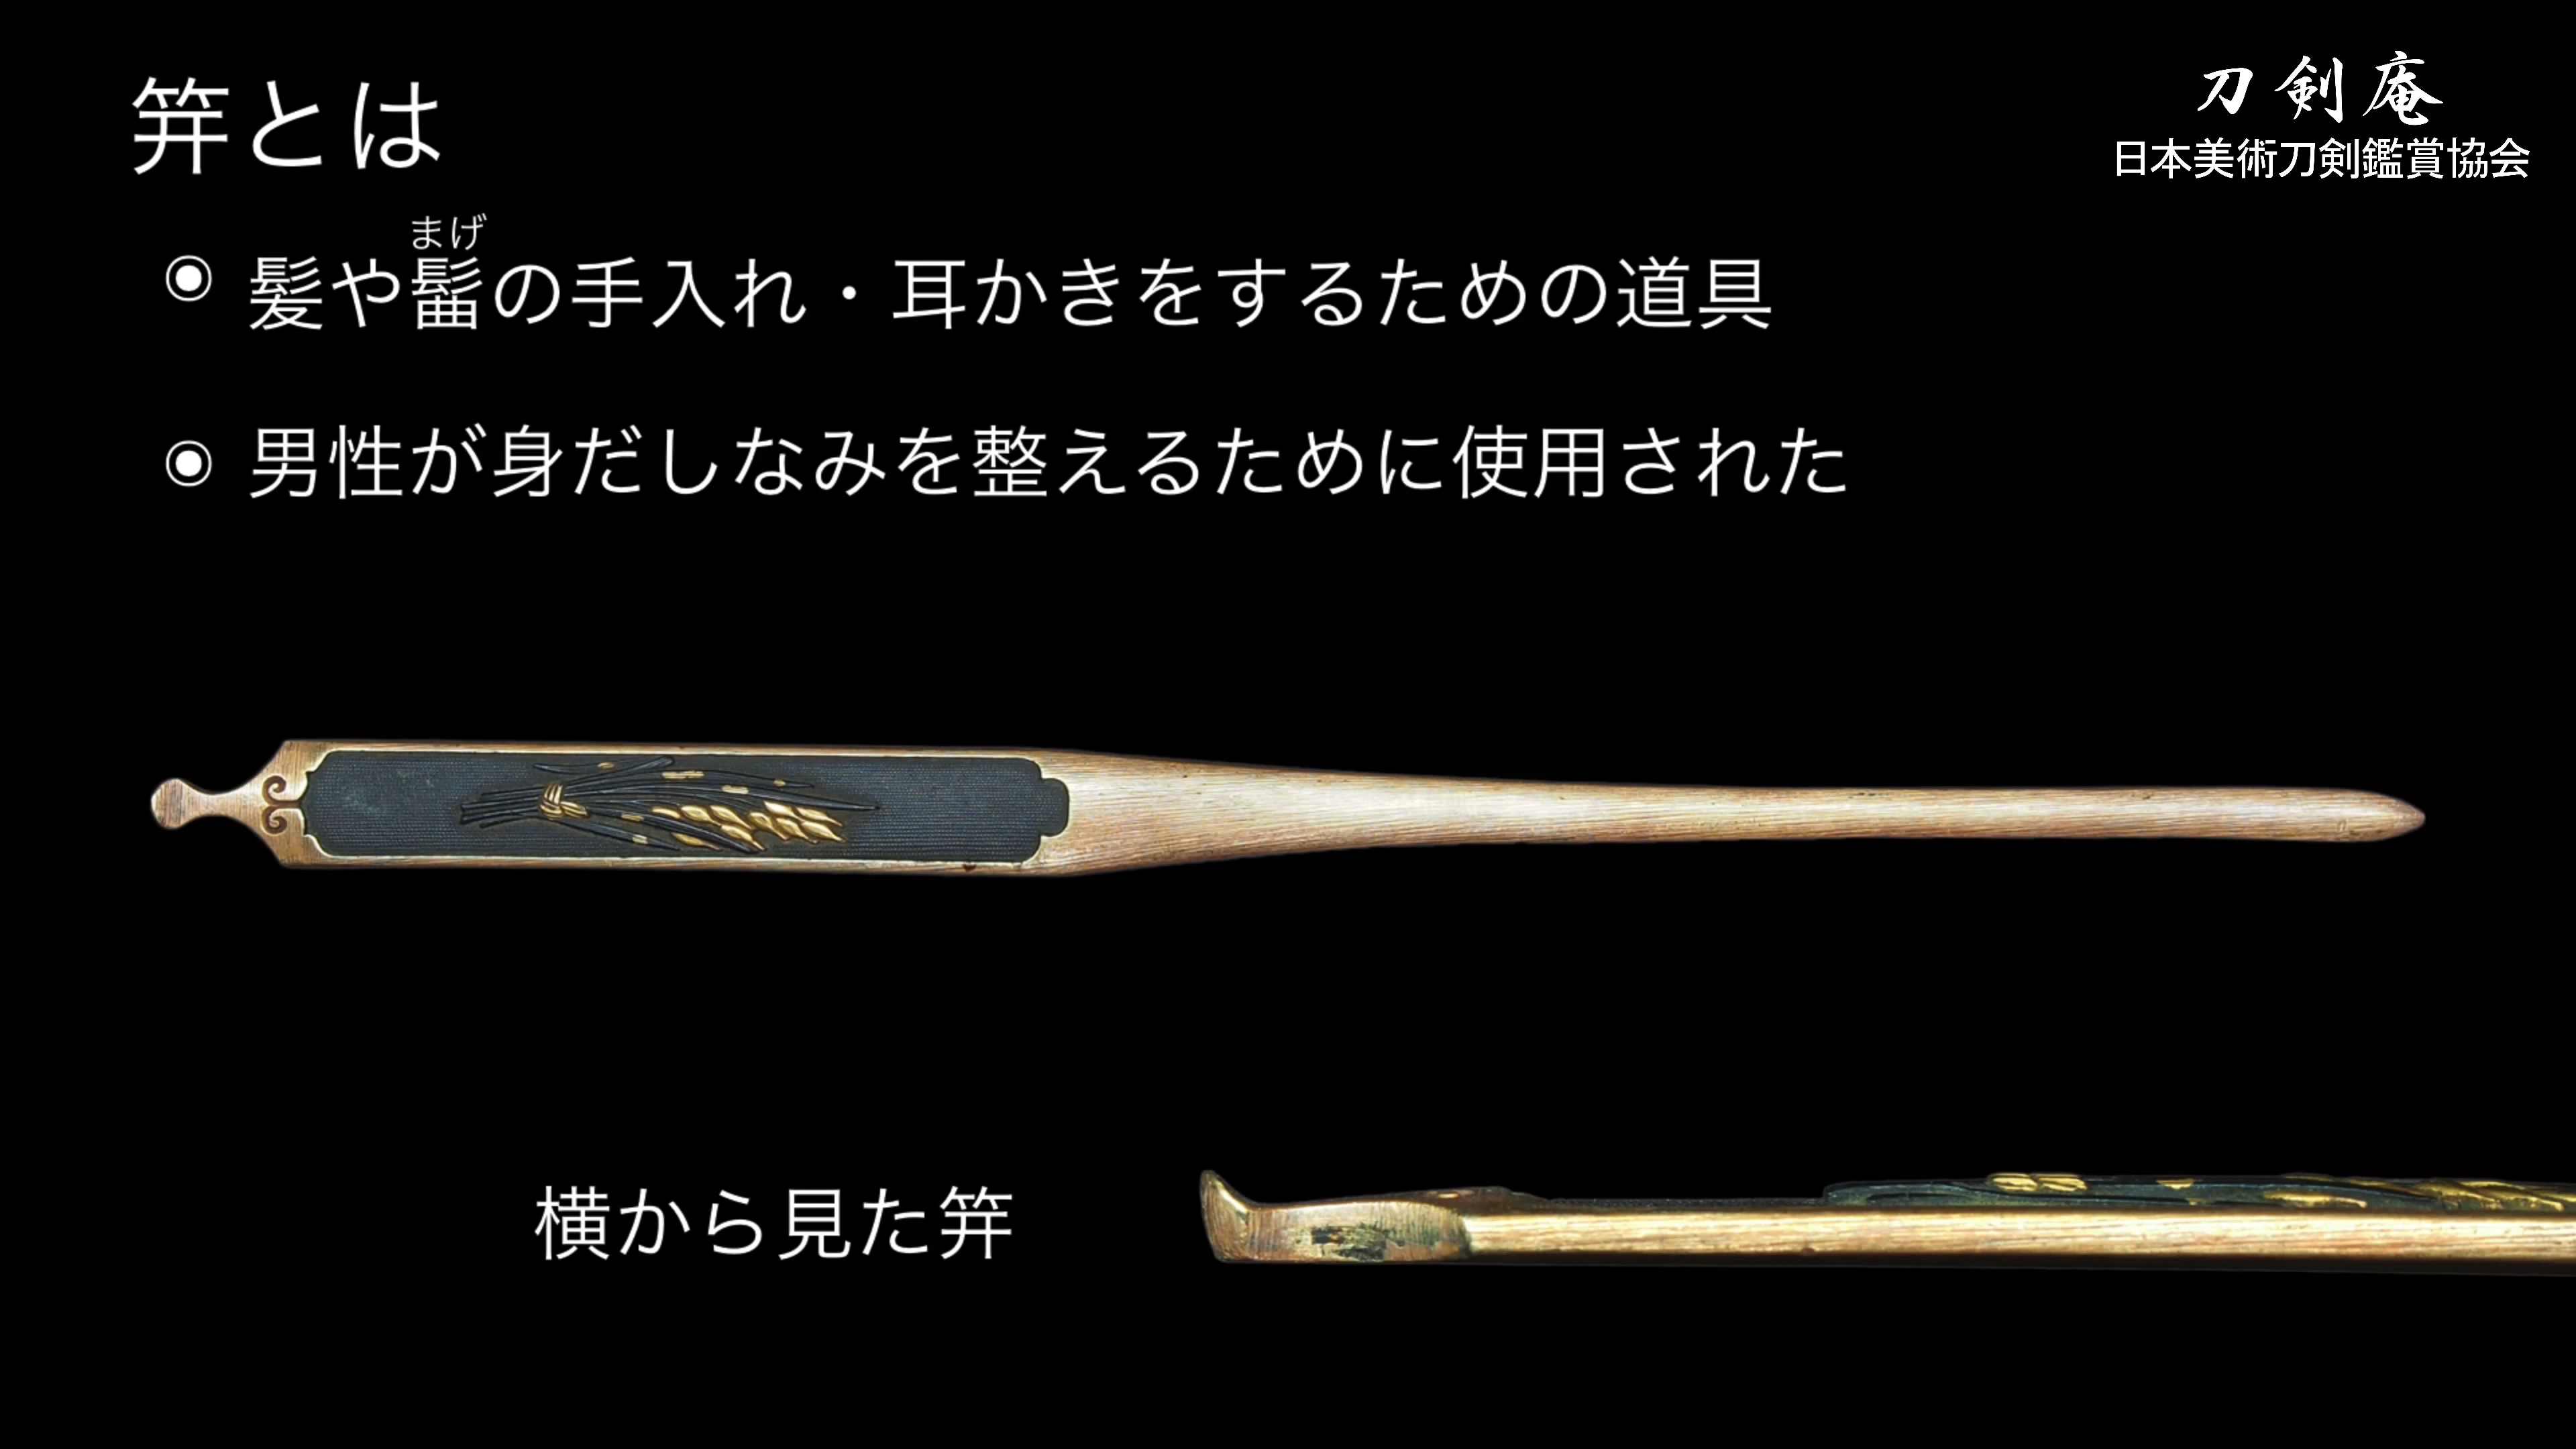 笄とは
刀剣庵
日本美術刀剣鑑賞協会
まげ
髪や髷の手入れ・耳かきをするための道具
男性が身だしなみを整えるために使用された
横から見た笄